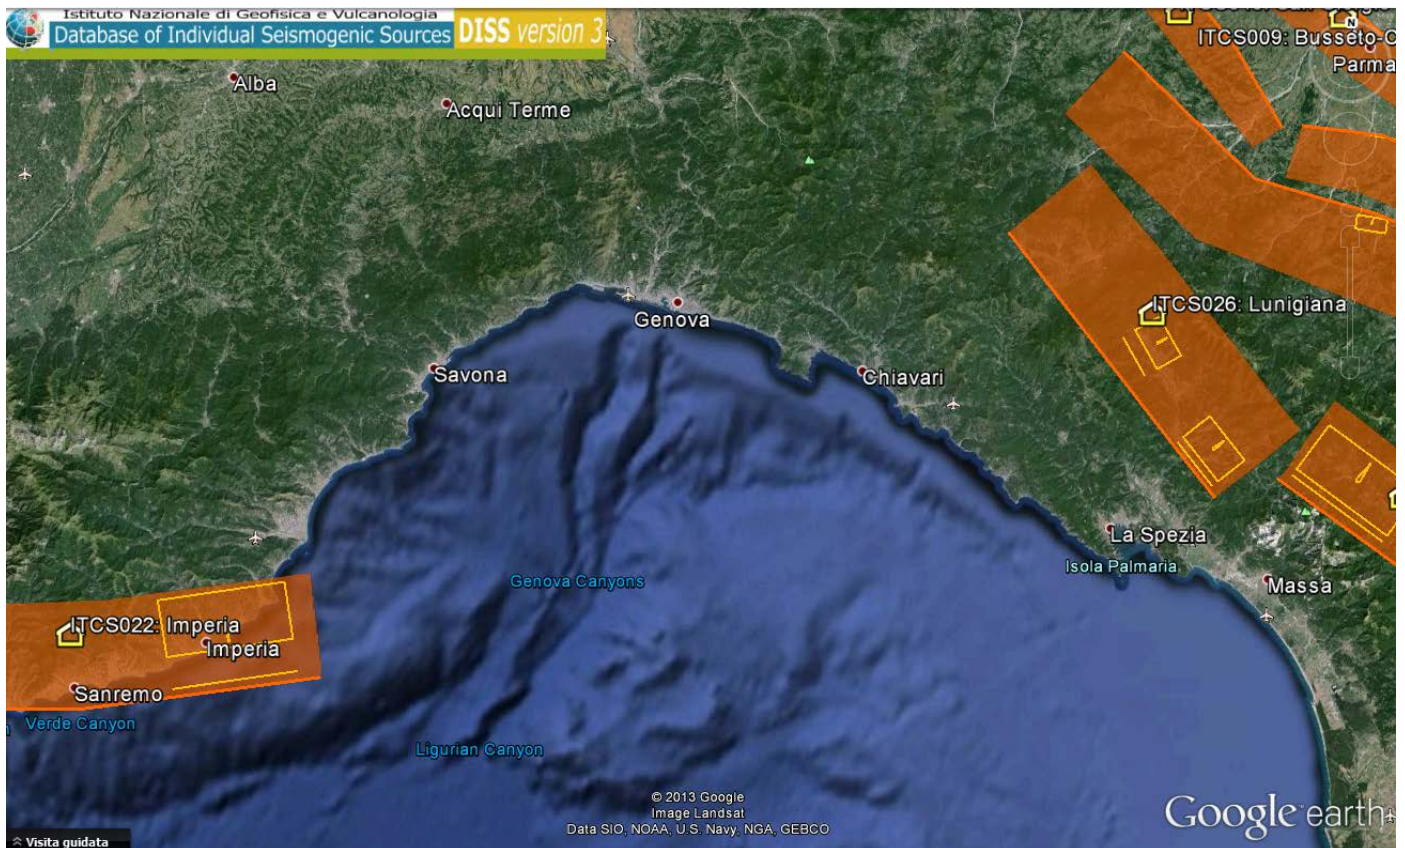 Istituto Nazionale di Geofisica e Vulcanologia
Database of Individual Seismogenic Sources DISS version 3
N
ITCS009: Busseto-C
Parma
Alba
Acqui Terme
ITCS026: Lunigiana
Genova
Savona
Chiavari
La Spezia
Isola Palmaria
Genova Canyons
Massa
ITCS022: Imperia
Imperia
Sanremo
Verde Canyon
Ligurian Canyon
© 2013 Google
Image Landsat
Data SIO, NOAA, U.S. Navy, NGA, GEBCO
Google earth
Visita guidata